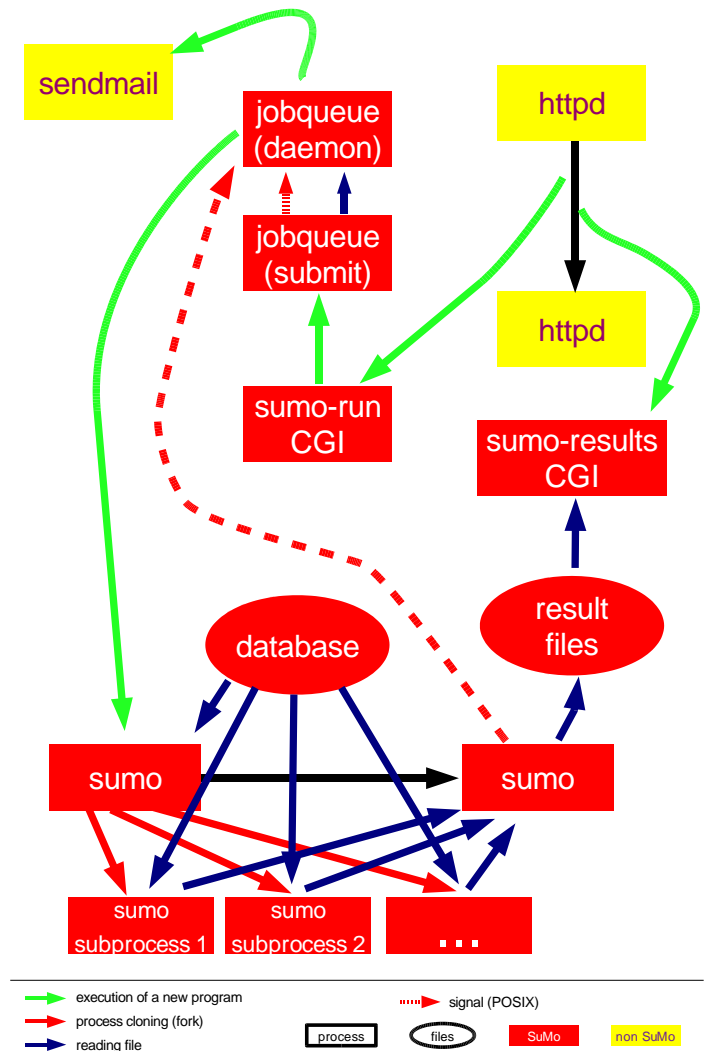 sendmail
httpd
jobqueue
(daemon)
jobqueue
(submit)
httpd
sumo-run
CGI
sumo-results
CGI
result
files
database
sumo
sumo
sumo
subprocess 1
sumo
subprocess 2
. . .
execution of a new program
signal (POSIX)
process cloning (fork)
process
files
SuMo
non SuMo
reading file